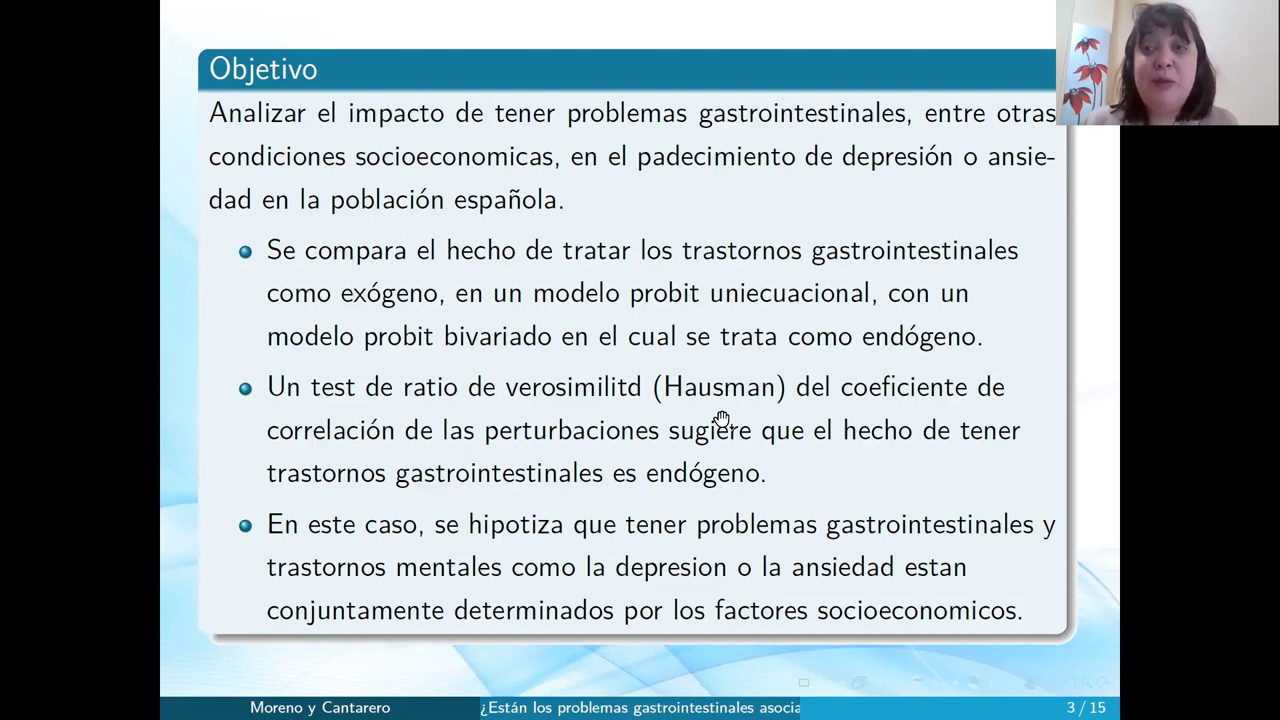 Objetivo
Analizar el impacto de tener problemas gastrointestinales, entre otras
condiciones socioeconomicas, en el padecimiento de depresión o ansie-
dad en la población española.
Se compara el hecho de tratar los trastornos gastrointestinales
como exógeno, en un modelo probit uniecuacional, con un
modelo probit bivariado en el cual se trata como endógeno.
Un test de ratio de verosimilitd (Hausman) del coeficiente de
correlación de las perturbaciones sugiere que el hecho de tener
trastornos gastrointestinales es endógeno.
En este caso, se hipotiza que tener problemas gastrointestinales y
trastornos mentales como la depresion o la ansiedad estan
conjuntamente determinados por los factores socioeconomicos.
Moreno y Cantarero
¿Están los problemas gastrointestinales asocia
3 / 15